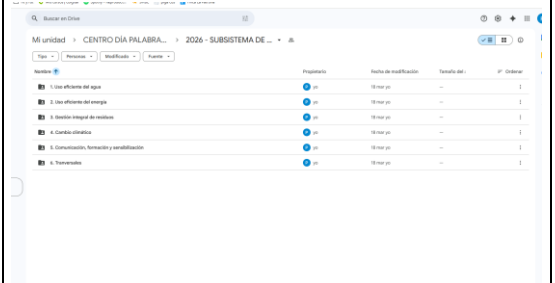 Buscar en Drive
Mi unidad > CENTRO DÍA PALABRA... > 2026 - SUBSISTEMA DE ...
Tipo Personas Modificado Fuente
Nombre Propietario Fecha de modificación Tamaño del Ordenar
1. Uso eficiente del agua yo 18 mar yo —
2. Uso eficiente del energía yo 18 mar yo —
3. Gestión integral de residuos yo 18 mar yo —
4. Cambio climático yo 18 mar yo —
5. Comunicación, formación y sensibilización yo 18 mar yo —
6. Tranversales yo 18 mar yo —